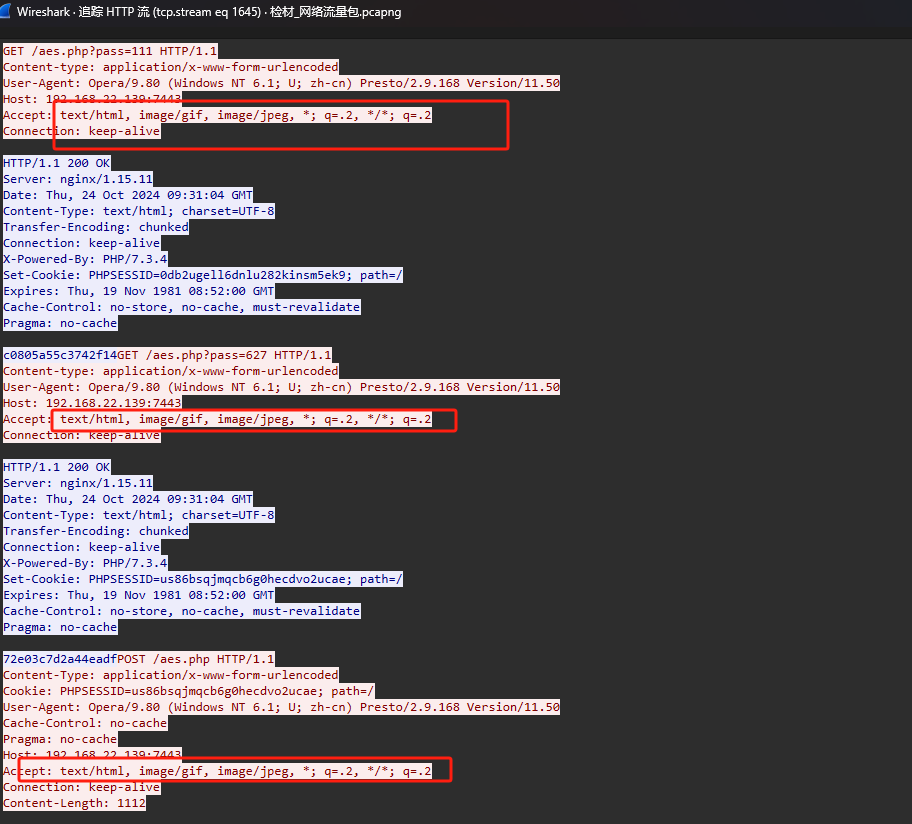 Wireshark · 追踪 HTTP 流 (tcp.stream eq 1645) · 检材_网络流量包.pcapng
GET /aes.php?pass=111 HTTP/1.1
Content-type: application/x-www-form-urlencoded
User-Agent: Opera/9.80 (Windows NT 6.1; U; zh-cn) Presto/2.9.168 Version/11.50
Host: 192.168.22.139:7443
Accept: text/html, image/gif, image/jpeg, *; q=.2, */*; q=.2
Connection: keep-alive
HTTP/1.1 200 OK
Server: nginx/1.15.11
Date: Thu, 24 Oct 2024 09:31:04 GMT
Content-Type: text/html; charset=UTF-8
Transfer-Encoding: chunked
Connection: keep-alive
X-Powered-By: PHP/7.3.4
Set-Cookie: PHPSESSID=0db2ugell6dnlu282kinsm5ek9; path=/
Expires: Thu, 19 Nov 1981 08:52:00 GMT
Cache-Control: no-store, no-cache, must-revalidate
Pragma: no-cache
c0805a55c3742f14GET /aes.php?pass=627 HTTP/1.1
Content-type: application/x-www-form-urlencoded
User-Agent: Opera/9.80 (Windows NT 6.1; U; zh-cn) Presto/2.9.168 Version/11.50
Host: 192.168.22.139:7443
Accept: text/html, image/gif, image/jpeg, *; q=.2, */*; q=.2
Connection: keep-alive
HTTP/1.1 200 OK
Server: nginx/1.15.11
Date: Thu, 24 Oct 2024 09:31:04 GMT
Content-Type: text/html; charset=UTF-8
Transfer-Encoding: chunked
Connection: keep-alive
X-Powered-By: PHP/7.3.4
Set-Cookie: PHPSESSID=us86bsqjmqcb6g0hecdvo2ucae; path=/
Expires: Thu, 19 Nov 1981 08:52:00 GMT
Cache-Control: no-store, no-cache, must-revalidate
Pragma: no-cache
72e03c7d2a44eadfPOST /aes.php HTTP/1.1
Content-Type: application/x-www-form-urlencoded
Cookie: PHPSESSID=us86bsqjmqcb6g0hecdvo2ucae; path=/
User-Agent: Opera/9.80 (Windows NT 6.1; U; zh-cn) Presto/2.9.168 Version/11.50
Cache-Control: no-cache
Pragma: no-cache
Host: 192.168.22.139:7443
Accept: text/html, image/gif, image/jpeg, *; q=.2, */*; q=.2
Connection: keep-alive
Content-Length: 1112